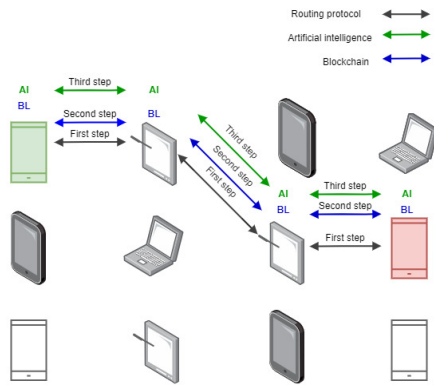 Routing protocol
Artificial intelligence
Blockchain
AI
Third step
AI
BL
Second step
BL
First step
Third step
Second step
First step
AI
Third step
AI
BL
Second step
BL
First step